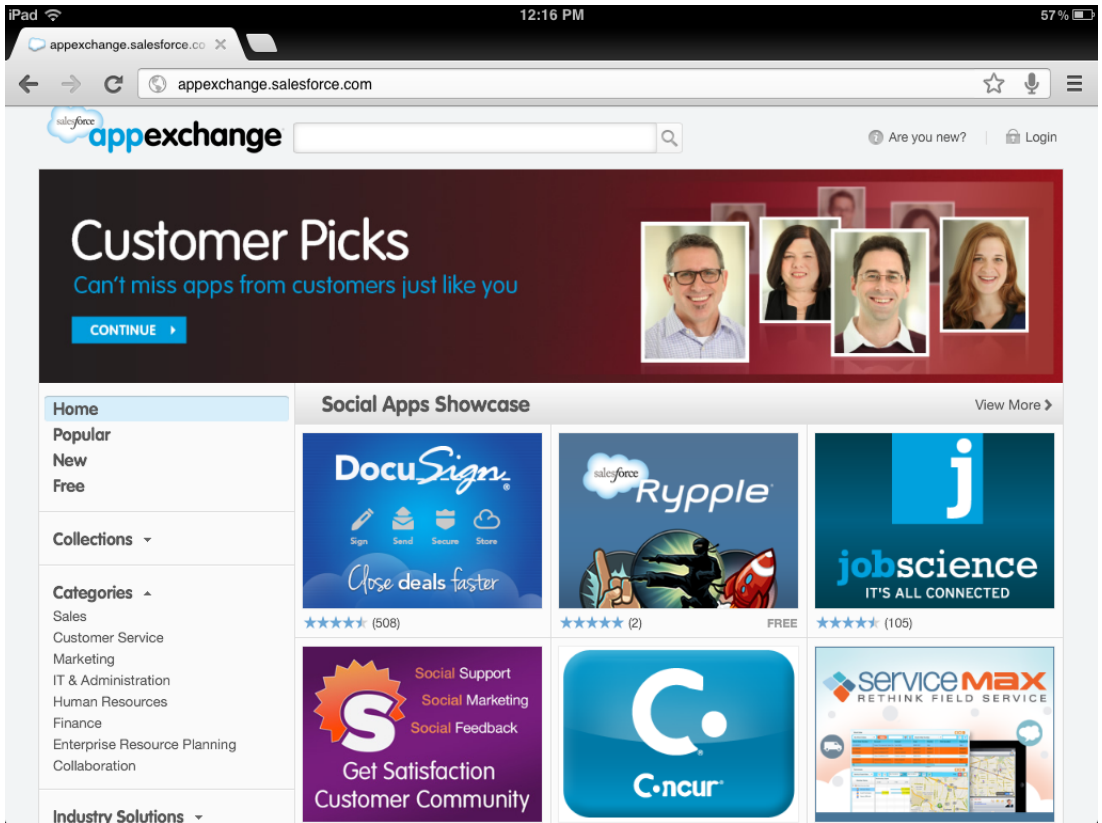 iPad 12:16 PM 57%
appexchange.salesforce.co
appexchange.salesforce.com
salesforce
appexchange
Are you new? Login
Customer Picks
Can't miss apps from customers just like you
CONTINUE
Home
Popular
New
Free
Collections
Categories
Sales
Customer Service
Marketing
IT & Administration
Human Resources
Finance
Enterprise Resource Planning
Collaboration
Industry Solutions
Social Apps Showcase View More
DocuSign®
Sign Send Secure Store
Close deals faster
(508)
salesforce
Rypple
(2) FREE
j
jobscience
IT'S ALL CONNECTED
(105)
Social Support
Social Marketing
Social Feedback
S
Get Satisfaction
Customer Community
C.
C•ncur
SERVICEMAX
RETHINK FIELD SERVICE